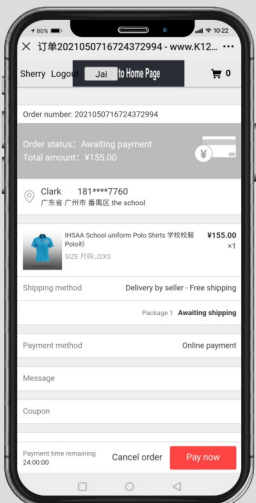 80%
10:22
订单2021050716724372994 - www.K12...
Sherry Logout Jai to Home Page 0
Order number: 2021050716724372994
Order status: Awaiting payment
Total amount: ¥155.00
¥
Clark 181****7760
广东省 广州市 番禺区 the school
IHSAA School uniform Polo Shirts 学校校服 ¥155.00
Polo衫 ×1
SIZE 尺码:J2XS
Shipping method Delivery by seller - Free shipping
Package 1 Awaiting shipping
Payment method Online payment
Message
Coupon
Payment time remaining
24:00:00
Cancel order
Pay now